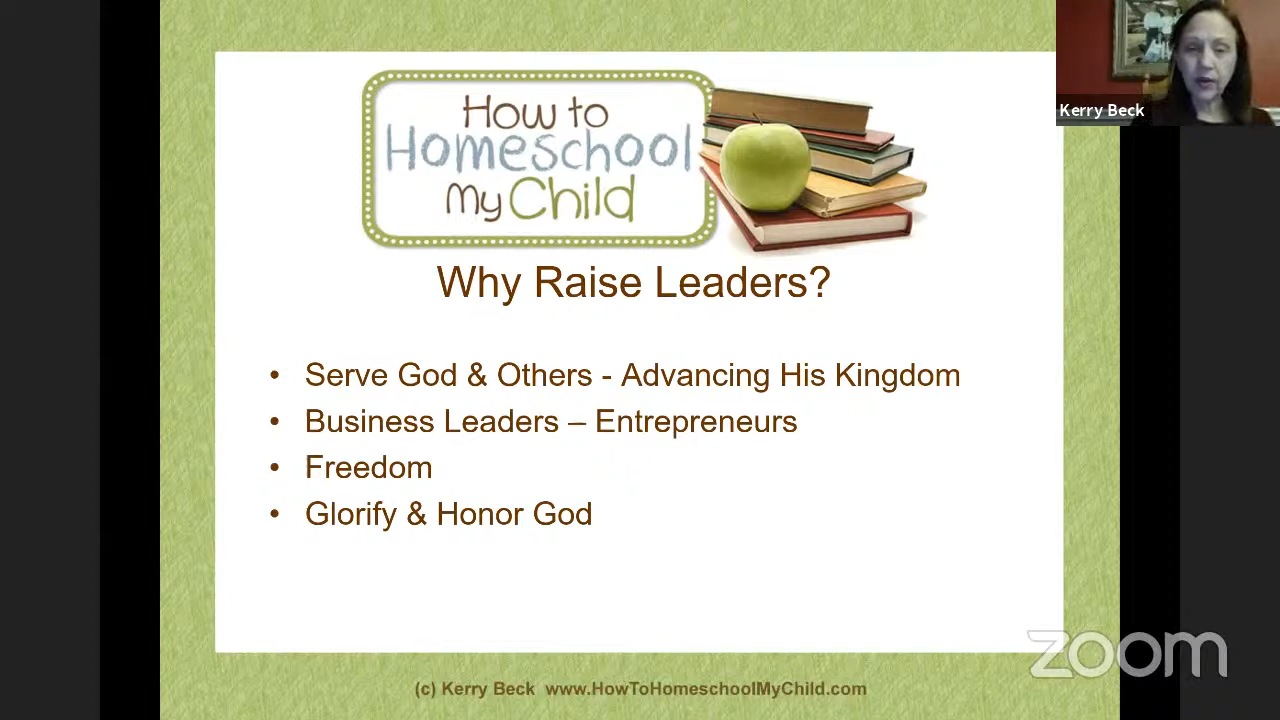 How to
Homeschool
My Child
Kerry Beck
Why Raise Leaders?
• Serve God & Others - Advancing His Kingdom
• Business Leaders – Entrepreneurs
• Freedom
• Glorify & Honor God
zoom
(c) Kerry Beck www.HowToHomeschoolMyChild.com